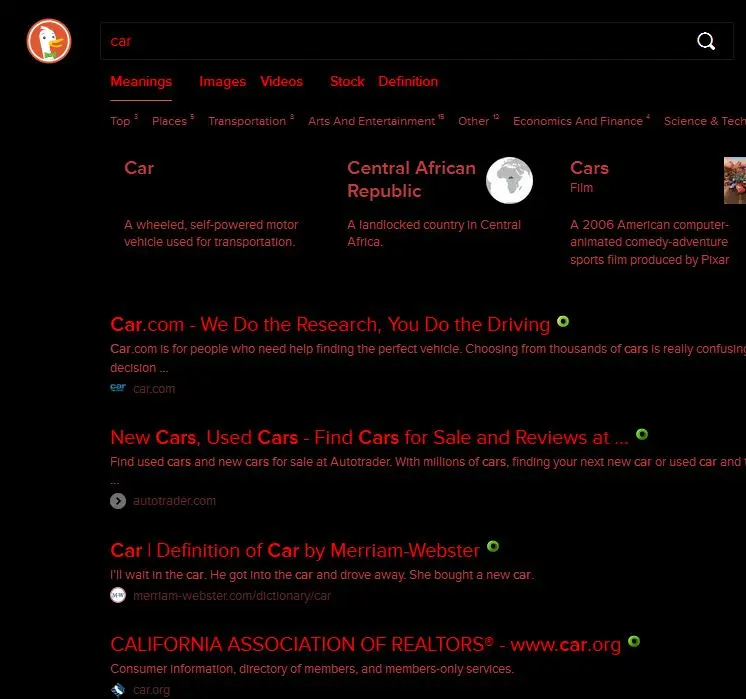 car
Meanings Images Videos Stock Definition
Top 3 Places 5 Transportation 3 Arts And Entertainment 15 Other 12 Economics And Finance 4 Science & Tech
Car
Central African
Republic
Cars
Film
A wheeled, self-powered motor
vehicle used for transportation.
A landlocked country in Central
Africa.
A 2006 American computer-
animated comedy-adventure
sports film produced by Pixar
Car.com - We Do the Research, You Do the Driving
Car.com is for people who need help finding the perfect vehicle. Choosing from thousands of cars is really confusing
decision ...
car car.com
New Cars, Used Cars - Find Cars for Sale and Reviews at ...
Find used cars and new cars for sale at Autotrader. With millions of cars, finding your next new car or used car and
...
autotrader.com
Car | Definition of Car by Merriam-Webster
I'll wait in the car. He got into the car and drove away. She bought a new car.
M-W merriam-webster.com/dictionary/car
CALIFORNIA ASSOCIATION OF REALTORS® - www.car.org
Consumer information, directory of members, and members-only services.
car.org